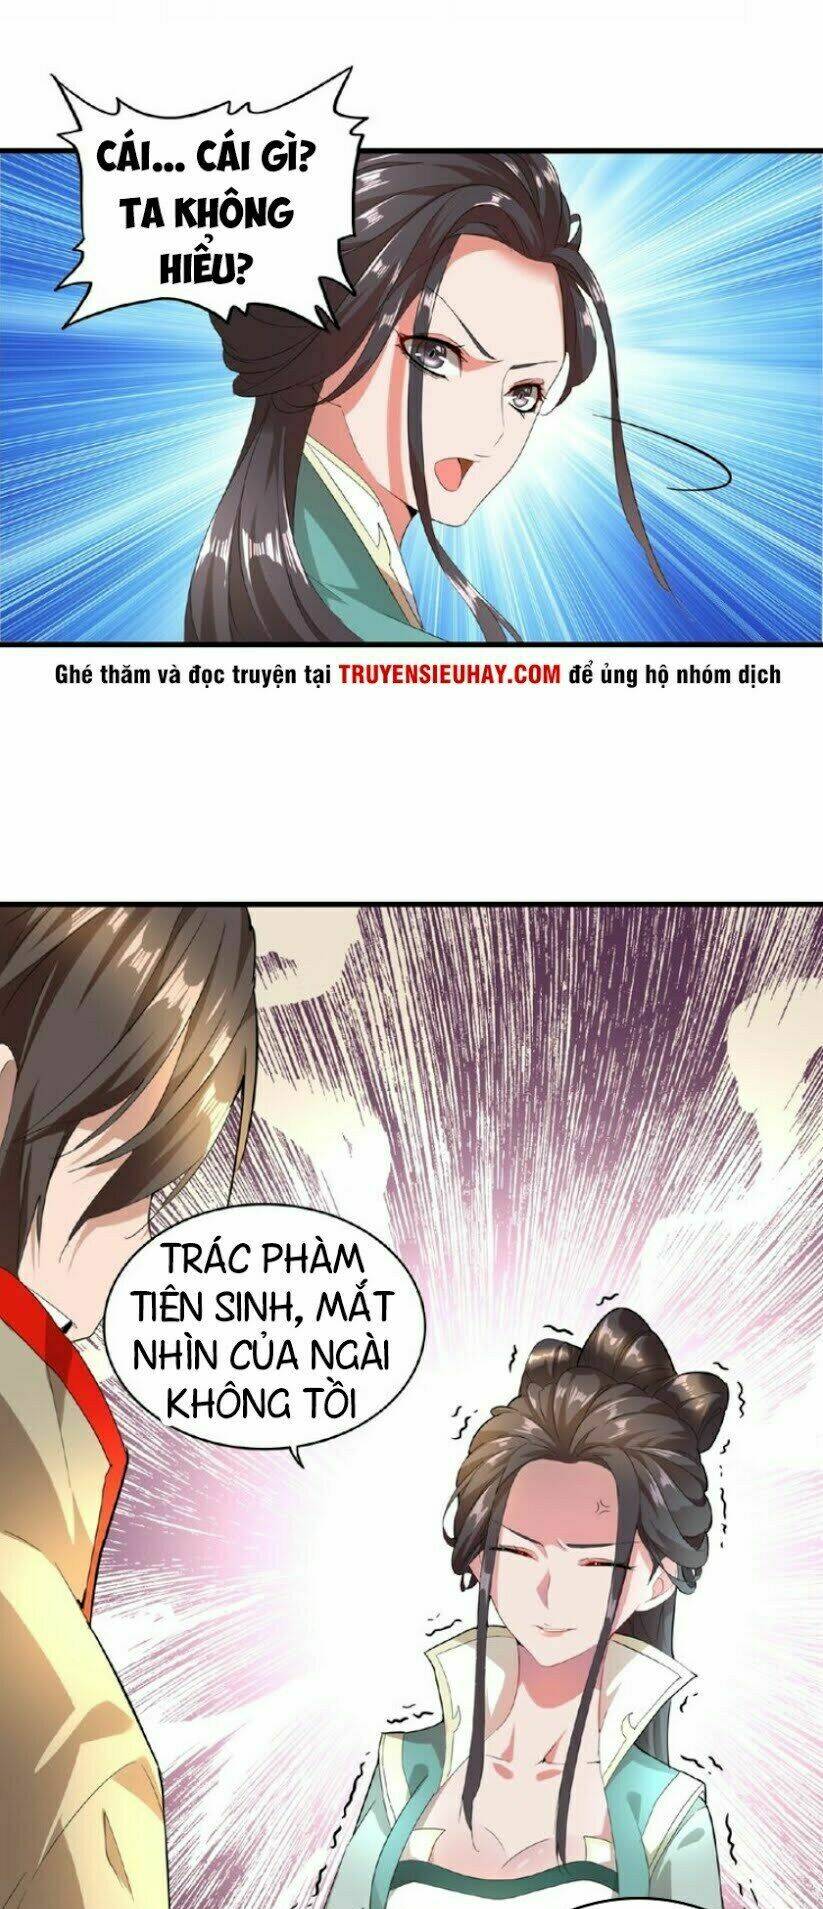 CÁI... CÁI GÌ?
TA KHÔNG
HIỂU?
Ghé thăm và đọc truyện tại TRUYENSIEUHAY.COM để ủng hộ nhóm dịch
TRÁC PHÀM
TIÊN SINH, MẮT
NHÌN CỦA NGÀI
KHÔNG TỒI